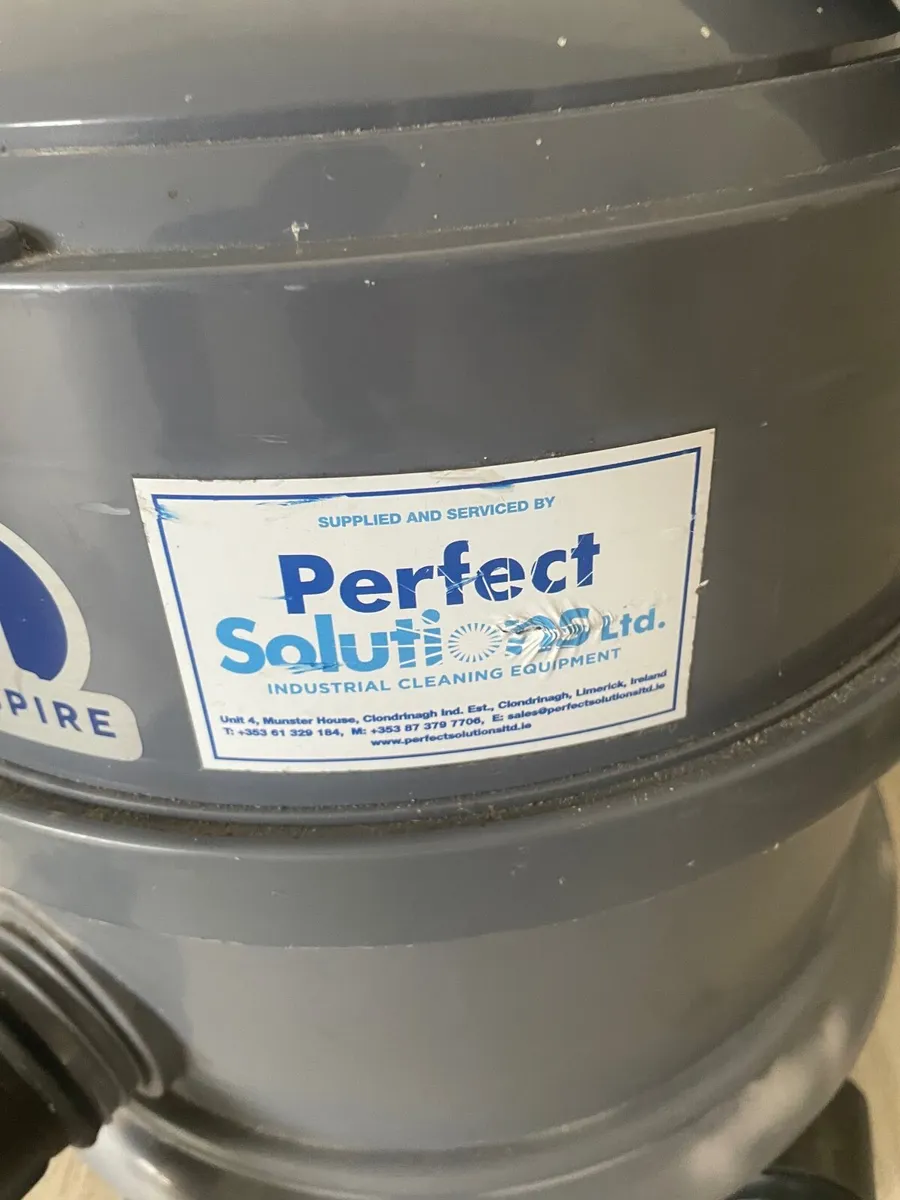 SUPPLIED AND SERVICED BY
Perfect
Solutions Ltd.
INDUSTRIAL CLEANING EQUIPMENT
Unit 4, Munster House, Clondrinagh Ind. Est., Clondrinagh, Limerick, Ireland
T: +353 61 329 184, M: +353 87 379 7706, E: sales@perfectsolutionsltd.ie
www.perfectsolutionsltd.ie
SPIRE